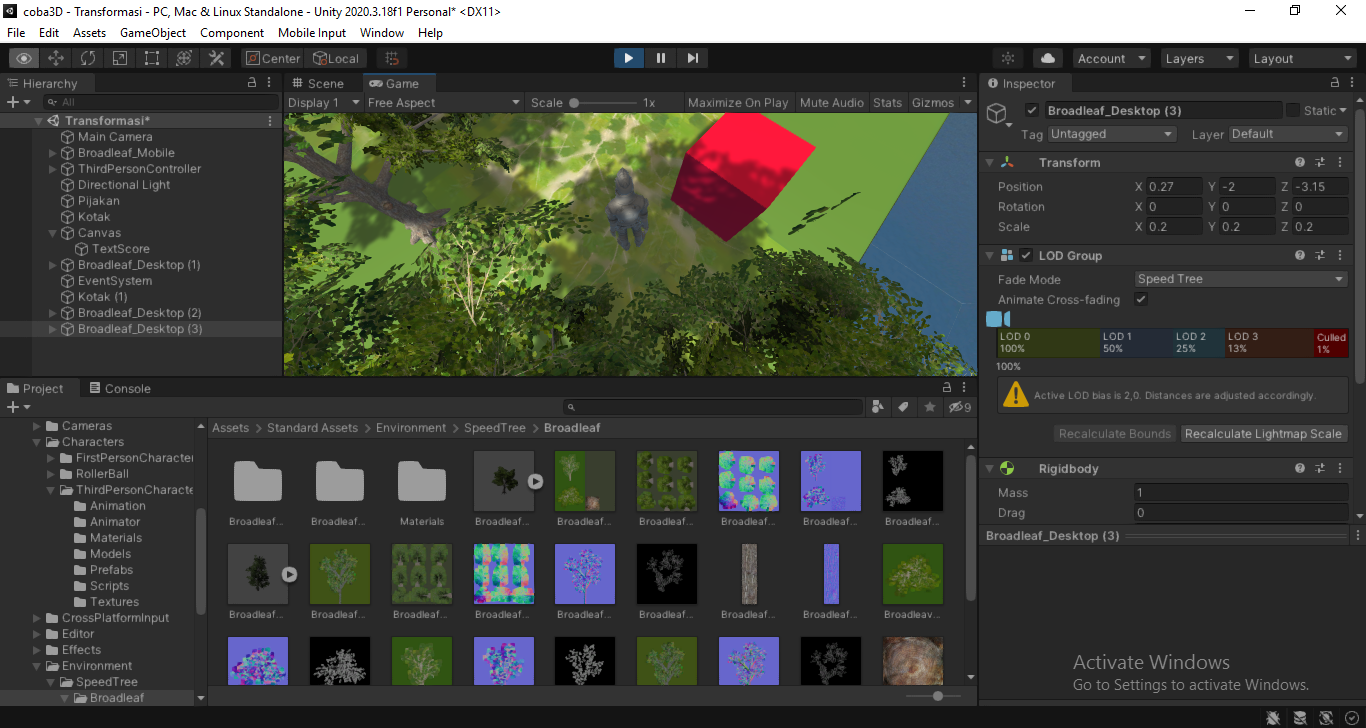 coba3D - Transformasi - PC, Mac & Linux Standalone - Unity 2020.3.18f1 Personal* <DX11>
File Edit Assets GameObject Component Mobile Input Window Help
Center Local Account Layers Layout
Hierarchy
All
Transformasi*
Main Camera
Broadleaf_Mobile
ThirdPersonController
Directional Light
Pijakan
Kotak
Canvas
TextScore
Broadleaf_Desktop (1)
EventSystem
Kotak (1)
Broadleaf_Desktop (2)
Broadleaf_Desktop (3)
Scene Game
Display 1 Free Aspect Scale 1x Maximize On Play Mute Audio Stats Gizmos
Inspector
Broadleaf_Desktop (3) Static
Tag Untagged Layer Default
Transform
Position X 0.27 Y -2 Z -3.15
Rotation X 0 Y 0 Z 0
Scale X 0.2 Y 0.2 Z 0.2
LOD Group
Fade Mode Speed Tree
Animate Cross-fading
LOD 0 LOD 1 LOD 2 LOD 3 Culled
100% 50% 25% 13% 1%
100%
Active LOD bias is 2,0. Distances are adjusted accordingly.
Recalculate Bounds Recalculate Lightmap Scale
Rigidbody
Mass 1
Drag 0
Broadleaf_Desktop (3)
Project Console
9
Cameras
Characters
FirstPersonCharacter
RollerBall
ThirdPersonCharacte
Animation
Animator
Materials
Models
Prefabs
Scripts
Textures
CrossPlatformInput
Editor
Effects
Environment
SpeedTree
Broadleaf
Assets > Standard Assets > Environment > SpeedTree > Broadleaf
Broadleaf... Broadleaf... Materials Broadleaf... Broadleaf... Broadleaf... Broadleaf... Broadleaf... Broadleaf...
Broadleaf... Broadleaf... Broadleaf... Broadleaf... Broadleaf... Broadleaf... Broadleaf... Broadleaf... Broadleav...
Activate Windows
Go to Settings to activate Windows.